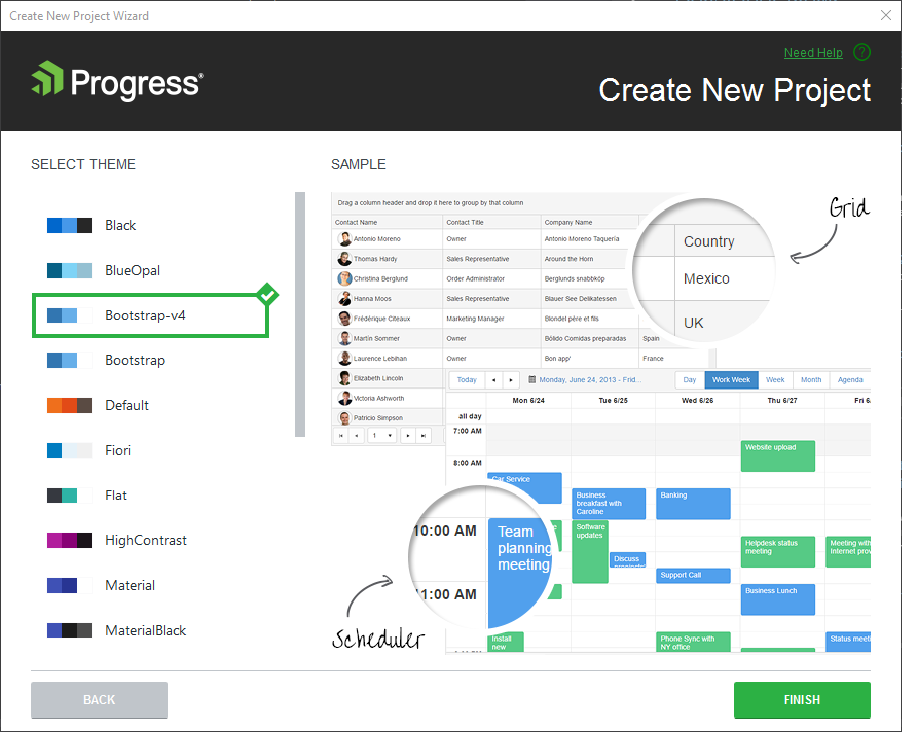 Create New Project Wizard
Need Help ?
Progress®
Create New Project
SELECT THEME
SAMPLE
Black
BlueOpal
Bootstrap-v4
Bootstrap
Default
Fiori
Flat
HighContrast
Material
MaterialBlack
Drag a column header and drop it here to group by that column
Contact Name Contact Title Company Name
Antonio Moreno Owner Antonio Moreno Taquería
Thomas Hardy Sales Representative Around the Horn
Christina Berglund Order Administrator Berglunds snabbköp
Hanna Moos Sales Representative Blauer See Delikatessen
Frédérique Citeaux Marketing Manager Blondel père et fils
Martín Sommer Owner Bólido Comidas preparadas Spain
Laurence Lebihan Owner Bon app' France
Elizabeth Lincoln
Victoria Ashworth
Patricio Simpson
1
Country
Mexico
UK
Grid
Today Monday, June 24, 2013 - Frid... Day Work Week Week Month Agenda
Mon 6/24 Tue 6/25 Wed 6/26 Thu 6/27 Fri 6/
all day
7:00 AM
Website upload
8:00 AM
Car Service
Business
breakfast with
Caroline
Banking
Software
updates
Helpdesk status
meeting
Meeting with
Internet prov
Discuss
Support Call
Business Lunch
10:00 AM
Team
planning
meeting
11:00 AM
Scheduler
Install
new
Phone Sync with
NY office
Status meeti
BACK
FINISH